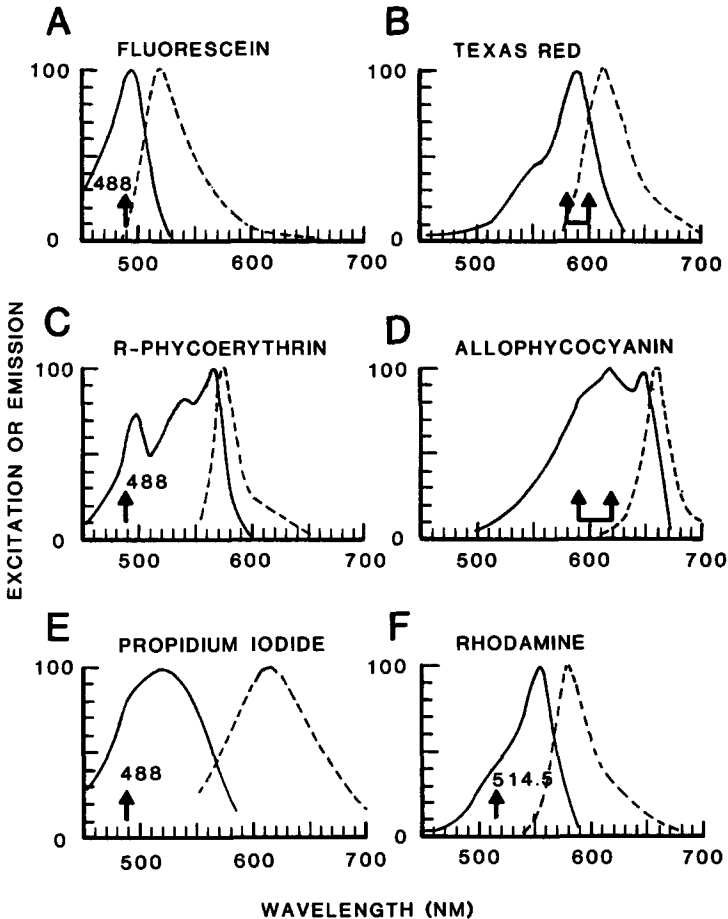 A
FLUORESCEIN
100
488
0
500
600
700
B
TEXAS RED
100
0
500
600
700
C
R-PHYCOERYTHRIN
100
488
0
500
600
700
D
ALLOPHYCOCYANIN
100
0
500
600
700
E
PROPIDIUM IODIDE
100
488
0
500
600
700
F
RHODAMINE
100
514.5
0
500
600
700
EXCITATION OR EMISSION
WAVELENGTH (NM)